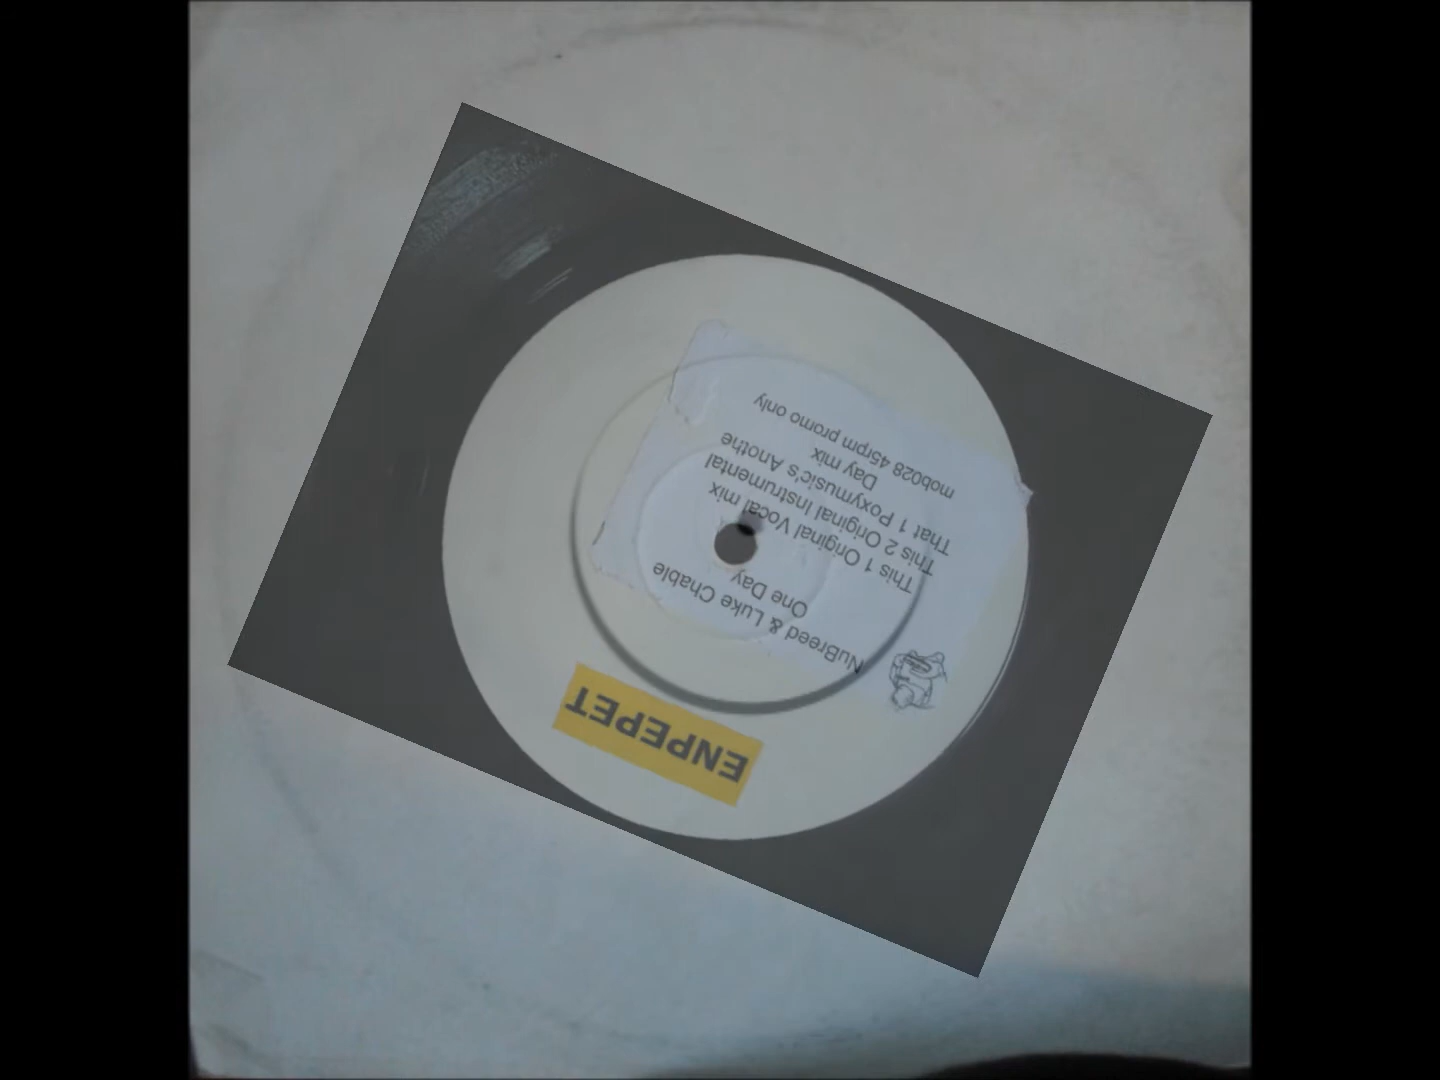 ENPEPET
NuBreed & Luke Chable
One Day
This 1 Original Vocal mix
This 2 Original Instrumental
That 1 Poxymusic's Anothe
Day mix
mob028 45rpm promo only